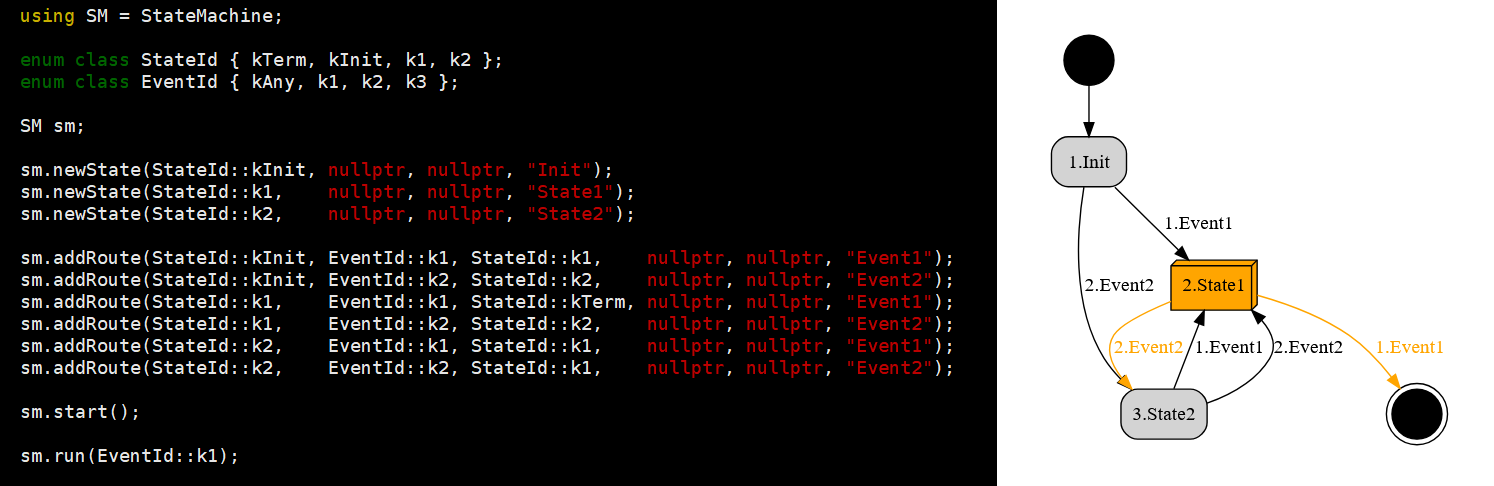 using SM = StateMachine;
enum class StateId { kTerm, kInit, k1, k2 };
enum class EventId { kAny, k1, k2, k3 };
SM sm;
sm.newState(StateId::kInit, nullptr, nullptr, "Init");
sm.newState(StateId::k1,    nullptr, nullptr, "State1");
sm.newState(StateId::k2,    nullptr, nullptr, "State2");
sm.addRoute(StateId::kInit, EventId::k1, StateId::k1,    nullptr, nullptr, "Event1");
sm.addRoute(StateId::kInit, EventId::k2, StateId::k2,    nullptr, nullptr, "Event2");
sm.addRoute(StateId::k1,    EventId::k1, StateId::kTerm, nullptr, nullptr, "Event1");
sm.addRoute(StateId::k1,    EventId::k2, StateId::k2,    nullptr, nullptr, "Event2");
sm.addRoute(StateId::k2,    EventId::k1, StateId::k1,    nullptr, nullptr, "Event1");
sm.addRoute(StateId::k2,    EventId::k2, StateId::k1,    nullptr, nullptr, "Event2");
sm.start();
sm.run(EventId::k1);
1.Init
1.Event1
2.Event2
2.State1
2.Event2
1.Event1
2.Event2
1.Event1
3.State2